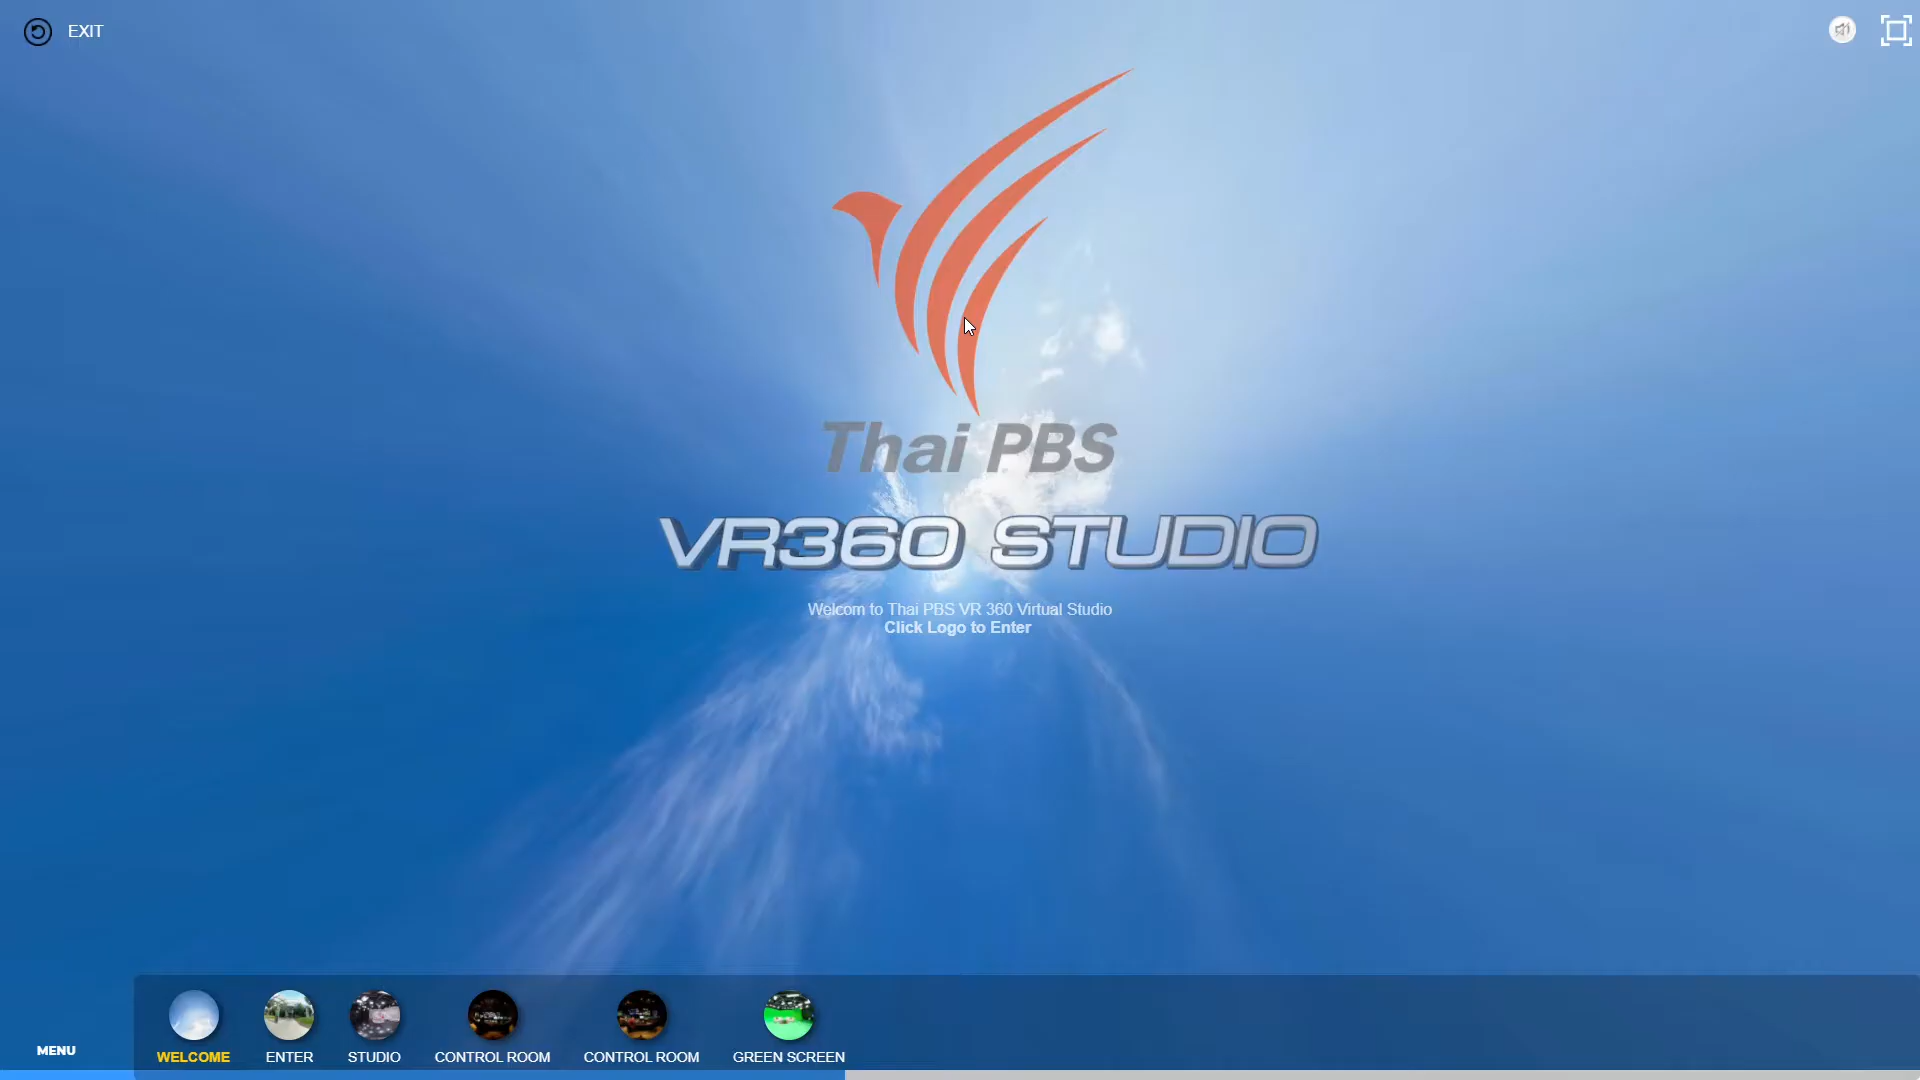 EXIT
Thai PBS
VR360 STUDIO
Welcom to Thai PBS VR 360 Virtual Studio
Click Logo to Enter
MENU
WELCOME
ENTER
STUDIO
CONTROL ROOM
CONTROL ROOM
GREEN SCREEN